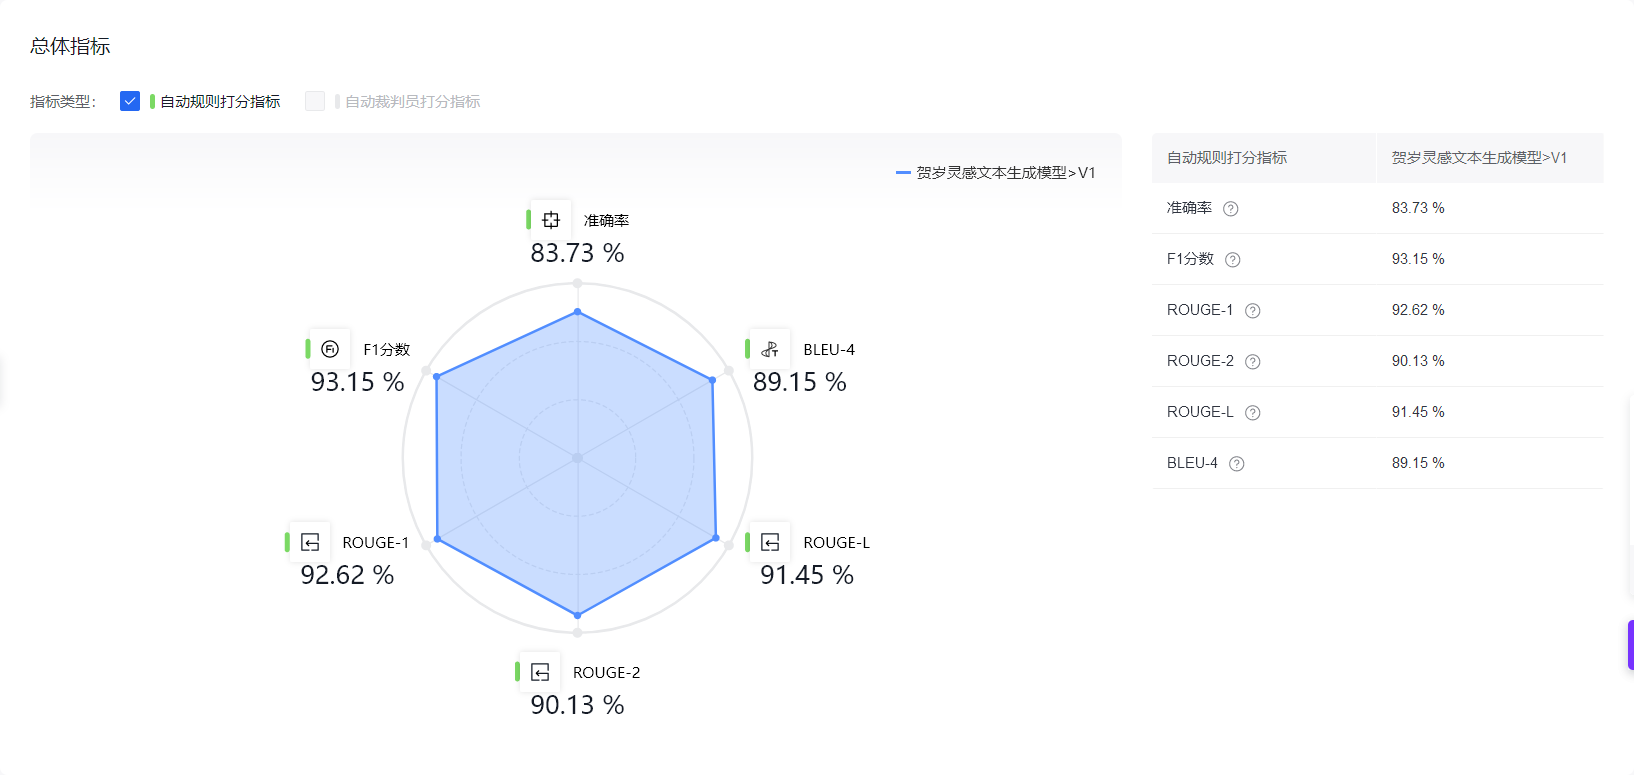 总体指标
指标类型: 自动规则打分指标 自动裁判员打分指标
贺岁灵感文本生成模型>V1
准确率
83.73 %
F1分数
93.15 %
BLEU-4
89.15 %
ROUGE-1
92.62 %
ROUGE-L
91.45 %
ROUGE-2
90.13 %
自动规则打分指标 贺岁灵感文本生成模型>V1
准确率 83.73 %
F1分数 93.15 %
ROUGE-1 92.62 %
ROUGE-2 90.13 %
ROUGE-L 91.45 %
BLEU-4 89.15 %